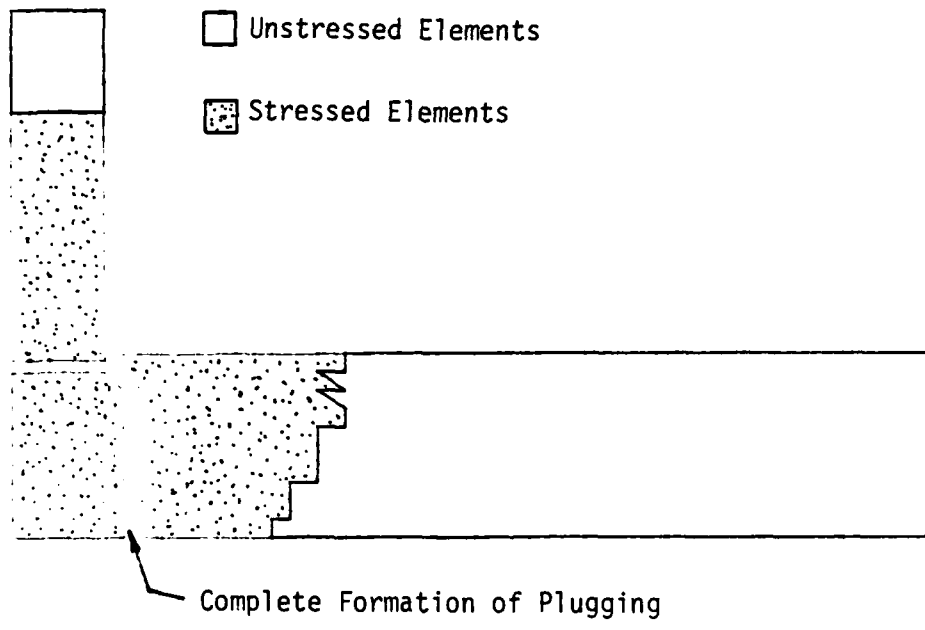 Unstressed Elements
Stressed Elements
Complete Formation of Plugging